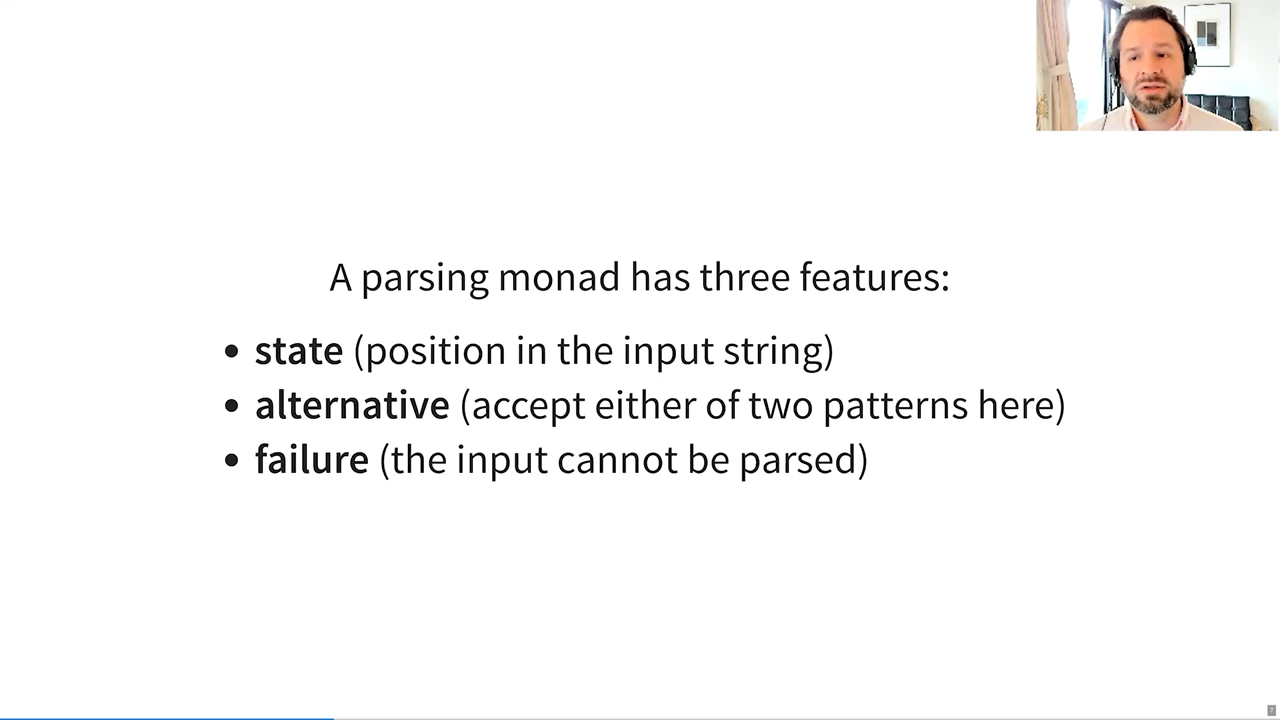 A parsing monad has three features:
• state (position in the input string)
• alternative (accept either of two patterns here)
• failure (the input cannot be parsed)
7